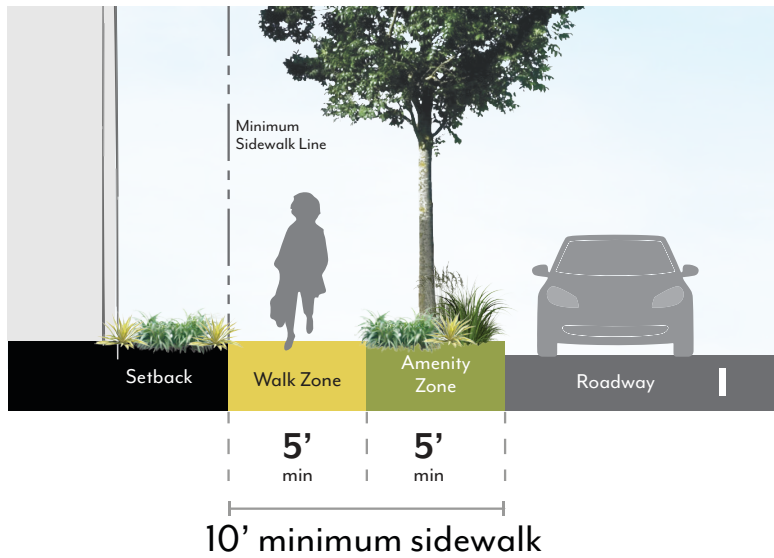 Minimum
Sidewalk Line
Setback
Walk Zone
Amenity
Zone
Roadway
5’
min
5’
min
10’ minimum sidewalk